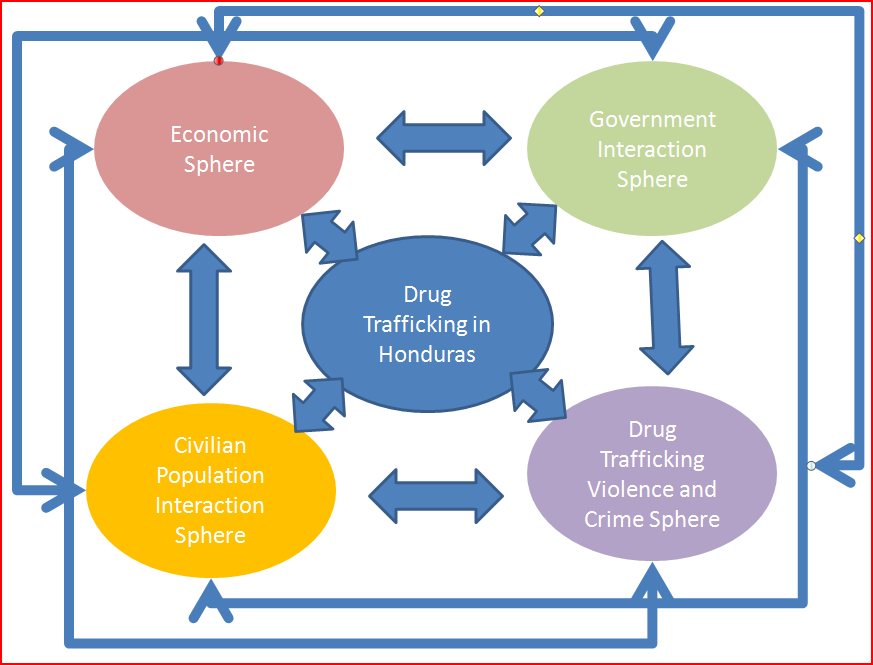 Economic
Sphere
Government
Interaction
Sphere
Drug
Trafficking in
Honduras
Civilian
Population
Interaction
Sphere
Drug
Trafficking
Violence and
Crime Sphere